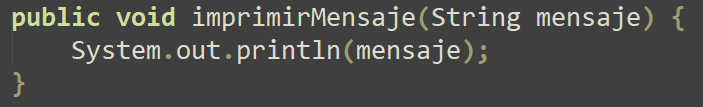 public void imprimirMensaje(String mensaje) {
    System.out.println(mensaje);
}